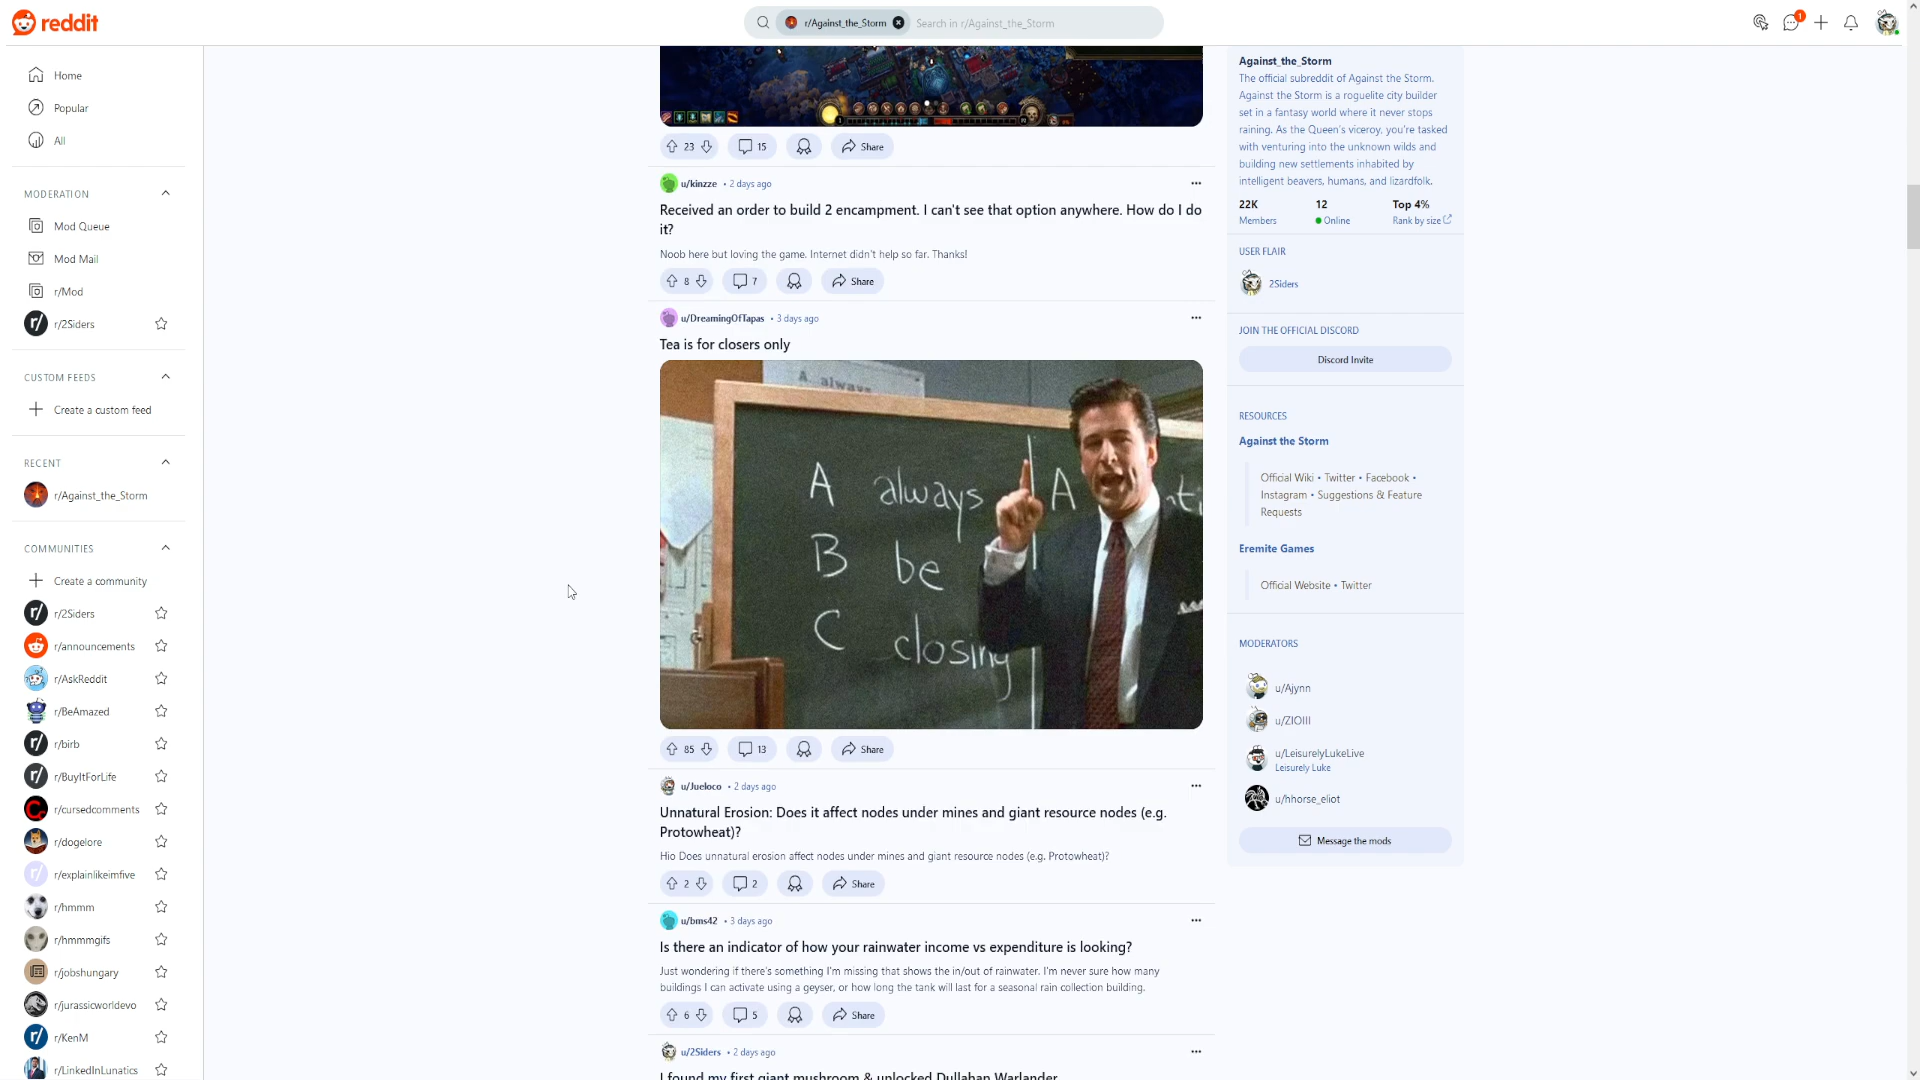 reddit
r/Against_the_Storm
Search in r/Against_the_Storm
1
Home
Popular
All
MODERATION
Mod Queue
Mod Mail
r/Mod
r/2Siders
CUSTOM FEEDS
Create a custom feed
RECENT
r/Against_the_Storm
COMMUNITIES
Create a community
r/2Siders
r/announcements
r/AskReddit
r/BeAmazed
r/birb
r/BuyItForLife
r/cursedcomments
r/dogelore
r/explainlikeimfive
r/hmmm
r/hmmmgifs
r/jobshungary
r/jurassicworldevo
r/KenM
r/LinkedInLunatics
23
15
Share
u/kinzze • 2 days ago
Received an order to build 2 encampment. I can't see that option anywhere. How do I do
it?
Noob here but loving the game. Internet didn't help so far. Thanks!
8
7
Share
u/DreamingOfTapas • 3 days ago
Tea is for closers only
A always
A always
B be
C closing
A
85
13
Share
u/Jueloco • 2 days ago
Unnatural Erosion: Does it affect nodes under mines and giant resource nodes (e.g.
Protowheat)?
Hio Does unnatural erosion affect nodes under mines and giant resource nodes (e.g. Protowheat)?
2
2
Share
u/bms42 • 3 days ago
Is there an indicator of how your rainwater income vs expenditure is looking?
Just wondering if there's something I'm missing that shows the in/out of rainwater. I'm never sure how many
buildings I can activate using a geyser, or how long the tank will last for a seasonal rain collection building.
6
5
Share
u/2Siders • 2 days ago
I found my first giant mushroom & unlocked Dullahan Warlander
Against_the_Storm
The official subreddit of Against the Storm.
Against the Storm is a roguelite city builder
set in a fantasy world where it never stops
raining. As the Queen's viceroy, you're tasked
with venturing into the unknown wilds and
building new settlements inhabited by
intelligent beavers, humans, and lizardfolk.
22K
12
Top 4%
Members
Online
Rank by size
USER FLAIR
2Siders
JOIN THE OFFICIAL DISCORD
Discord Invite
RESOURCES
Against the Storm
Official Wiki • Twitter • Facebook •
Instagram • Suggestions & Feature
Requests
Eremite Games
Official Website • Twitter
MODERATORS
u/Ajynn
u/ZIOIII
u/LeisurelyLukeLive
Leisurely Luke
u/hhorse_eliot
Message the mods